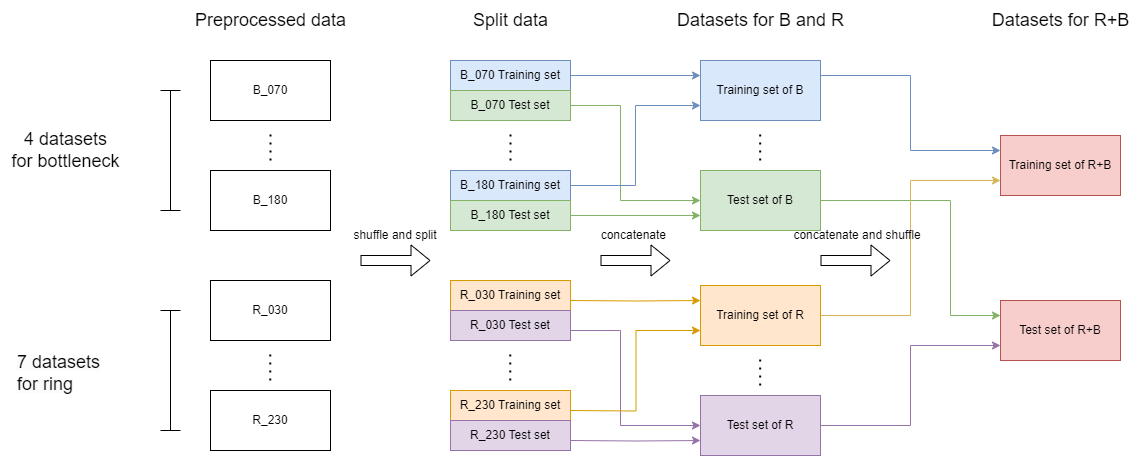 Preprocessed data
Split data
Datasets for B and R
Datasets for R+B
4 datasets
for bottleneck
7 datasets
for ring
B_070
B_180
R_030
R_230
shuffle and split
B_070 Training set
B_070 Test set
B_180 Training set
B_180 Test set
R_030 Training set
R_030 Test set
R_230 Training set
R_230 Test set
concatenate
Training set of B
Test set of B
Training set of R
Test set of R
concatenate and shuffle
Training set of R+B
Test set of R+B